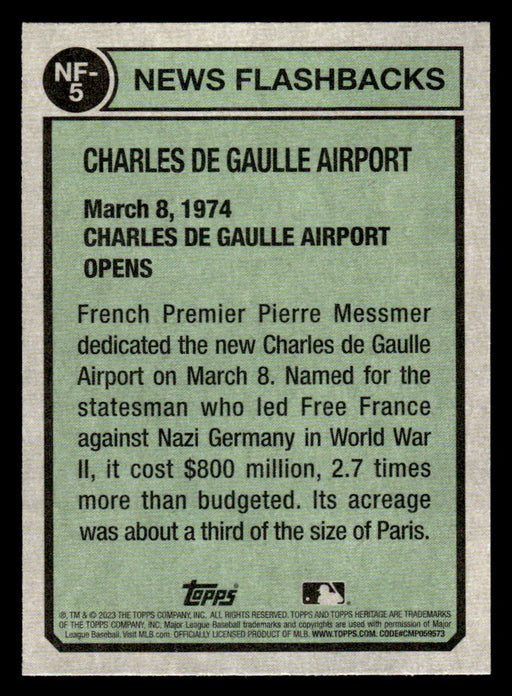 NF-
5
NEWS FLASHBACKS
CHARLES DE GAULLE AIRPORT
March 8, 1974
CHARLES DE GAULLE AIRPORT
OPENS
French Premier Pierre Messmer
dedicated the new Charles de Gaulle
Airport on March 8. Named for the
statesman who led Free France
against Nazi Germany in World War
II, it cost $800 million, 2.7 times
more than budgeted. Its acreage
was about a third of the size of Paris.
Topps
®, TM & © 2023 THE TOPPS COMPANY, INC. ALL RIGHTS RESERVED. TOPPS AND TOPPS HERITAGE ARE TRADEMARKS
OF THE TOPPS COMPANY, INC. Major League Baseball trademarks and copyrights are used with permission of Major
League Baseball. Visit MLB.com. OFFICIALLY LICENSED PRODUCT OF MLB. WWW.TOPPS.COM. CODE#CMP059573